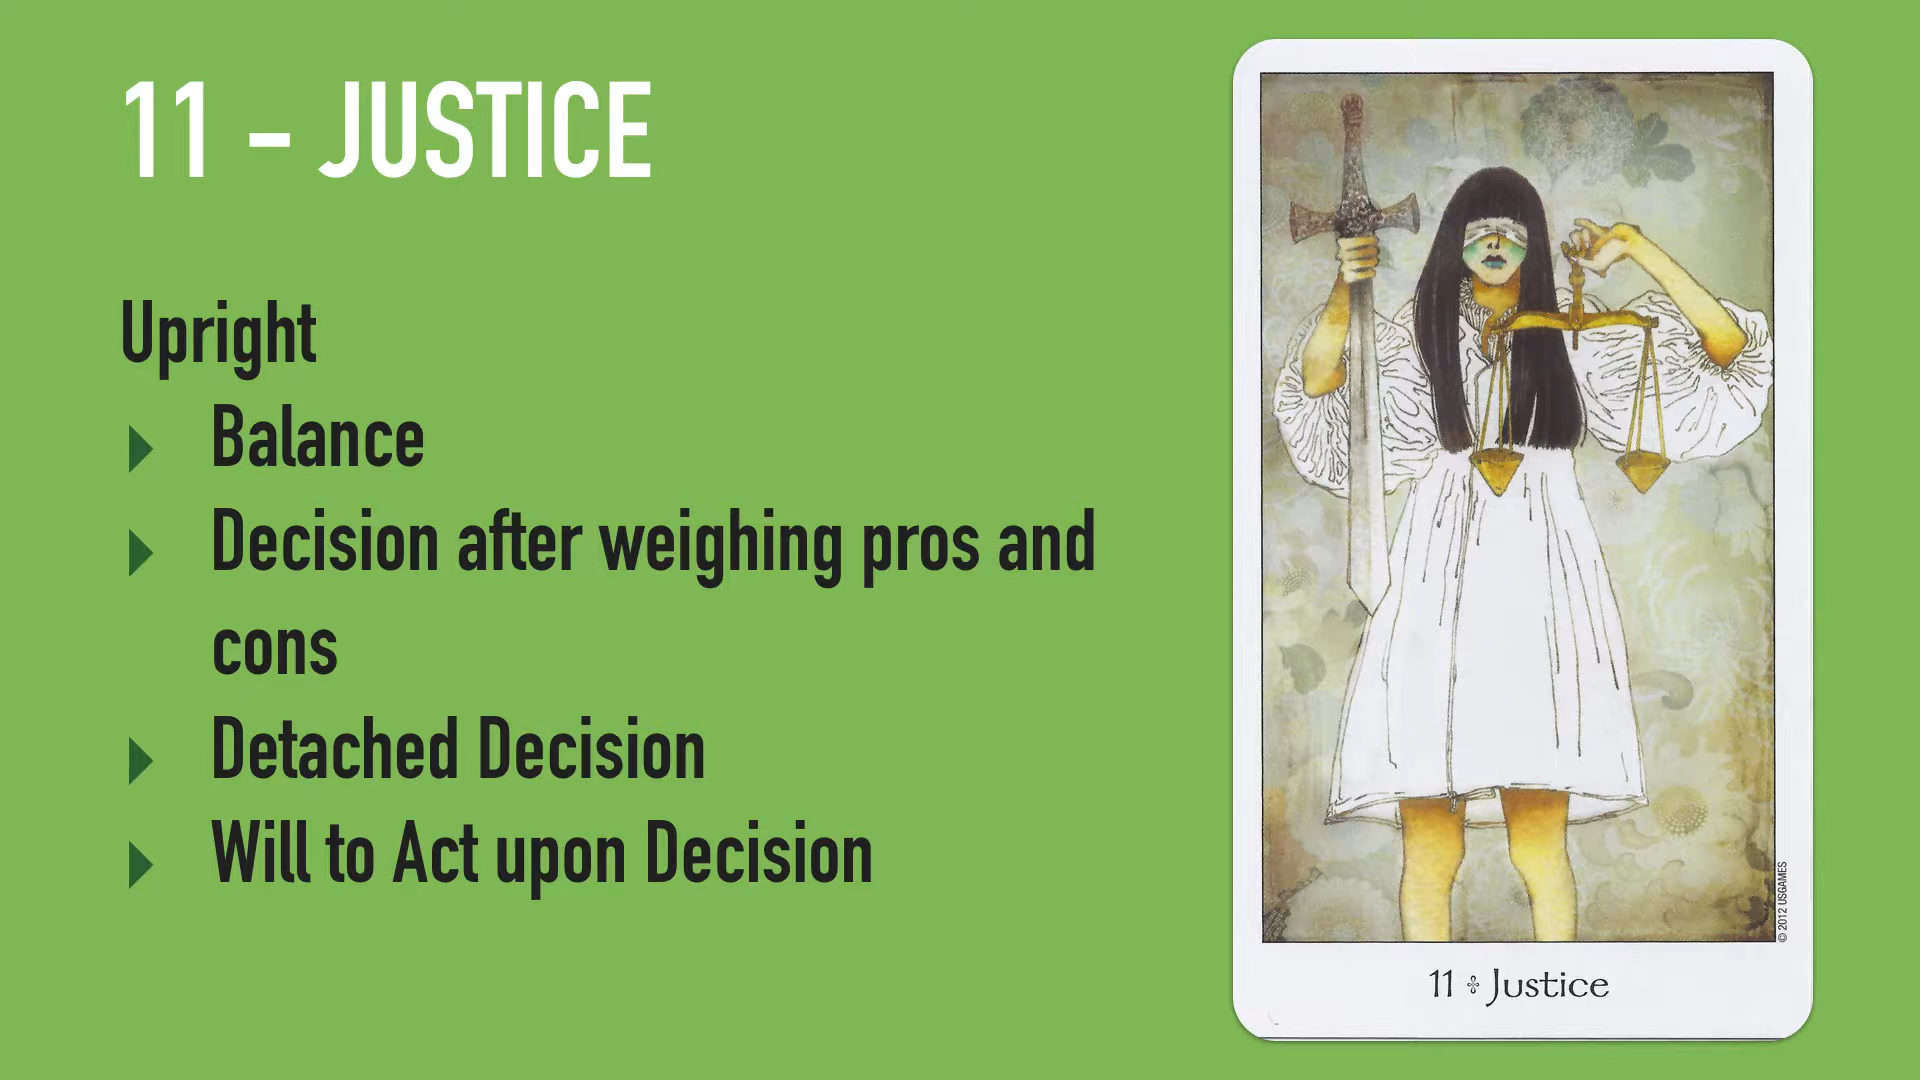 11 - JUSTICE
Upright
Balance
Decision after weighing pros and
cons
Detached Decision
Will to Act upon Decision
© 2012 USGAMES
11 Justice